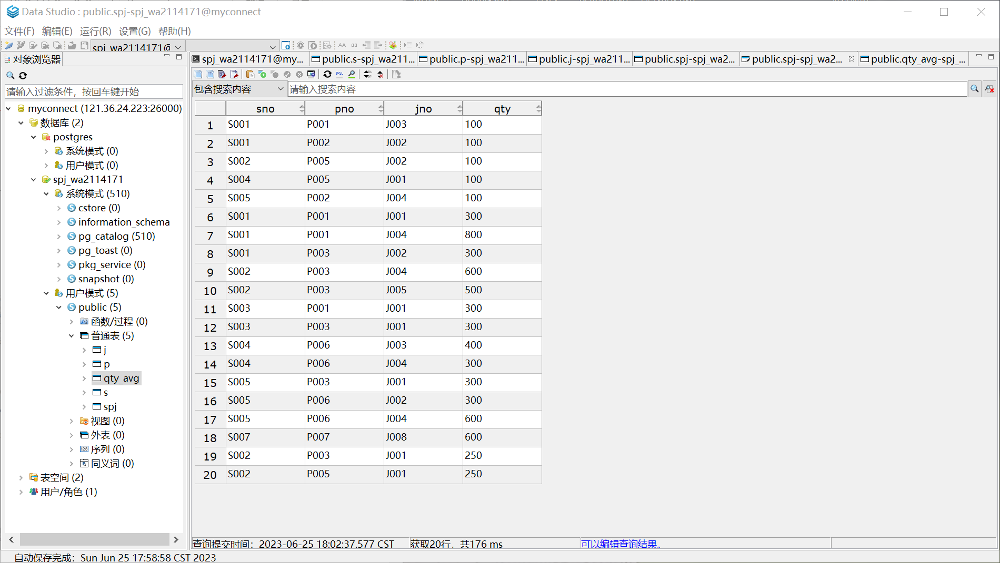 Data Studio : public.spj-spj_wa2114171@myconnect
文件(F) 编辑(E) 运行(R) 设置(G) 帮助(H)
spj_wa2114171@
对象浏览器
spj_wa2114171@my...
public.s-spj_wa211...
public.p-spj_wa211...
public.j-spj_wa211...
public.spj-spj_wa2...
public.spj-spj_wa2...
public.qty_avg-spj_...
包含搜索内容
请输入搜索内容
请输入过滤条件，按回车键开始
myconnect (121.36.24.223:26000)
数据库 (2)
postgres
系统模式 (0)
用户模式 (0)
spj_wa2114171
系统模式 (510)
cstore (0)
information_schema
pg_catalog (510)
pg_toast (0)
pkg_service (0)
snapshot (0)
用户模式 (5)
public (5)
函数/过程 (0)
普通表 (5)
j
p
qty_avg
s
spj
视图 (0)
外表 (0)
序列 (0)
同义词 (0)
表空间 (2)
用户/角色 (1)
sno pno jno qty
1 S001 P001 J003 100
2 S001 P002 J002 100
3 S002 P005 J002 100
4 S004 P005 J001 100
5 S005 P002 J004 100
6 S001 P001 J001 300
7 S001 P001 J004 800
8 S001 P003 J002 300
9 S002 P003 J004 600
10 S002 P003 J005 500
11 S003 P001 J001 300
12 S003 P003 J001 300
13 S004 P006 J003 400
14 S004 P006 J004 300
15 S005 P003 J001 300
16 S005 P006 J002 300
17 S005 P006 J004 600
18 S007 P007 J008 600
19 S002 P003 J001 250
20 S002 P005 J001 250
查询提交时间：2023-06-25 18:02:37.577 CST
获取20行，共176 ms
可以编辑查询结果。
自动保存完成：Sun Jun 25 17:58:58 CST 2023